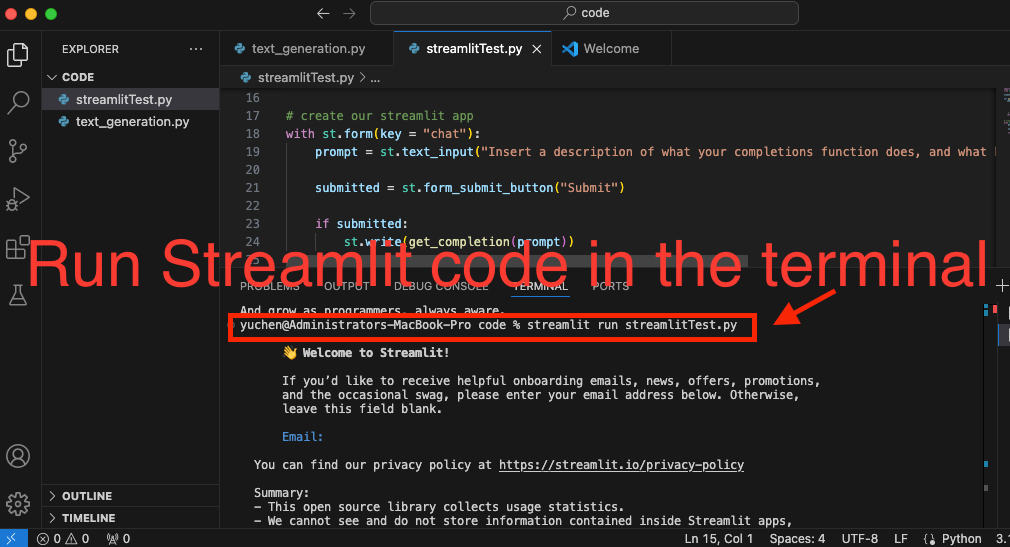 code
EXPLORER
text_generation.py
streamlitTest.py
Welcome
CODE
streamlitTest.py
text_generation.py
streamlitTest.py > ...
16
17 # create our streamlit app
18 with st.form(key = "chat"):
19 prompt = st.text_input("Insert a description of what your completions function does, and what
20
21 submitted = st.form_submit_button("Submit")
22
23 if submitted:
24 st.write(get_completion(prompt))
Run Streamlit code in the terminal
PROBLEMS OUTPUT DEBUG CONSOLE TERMINAL PORTS
And grow as programmers, always aware.
yuchen@Administrators-MacBook-Pro code % streamlit run streamlitTest.py
👋 Welcome to Streamlit!
If you'd like to receive helpful onboarding emails, news, offers, promotions,
and the occasional swag, please enter your email address below. Otherwise,
leave this field blank.
Email:
You can find our privacy policy at https://streamlit.io/privacy-policy
Summary:
- This open source library collects usage statistics.
- We cannot see and do not store information contained inside Streamlit apps,
OUTLINE
TIMELINE
0 0 0 Ln 15, Col 1 Spaces: 4 UTF-8 LF Python 3.1